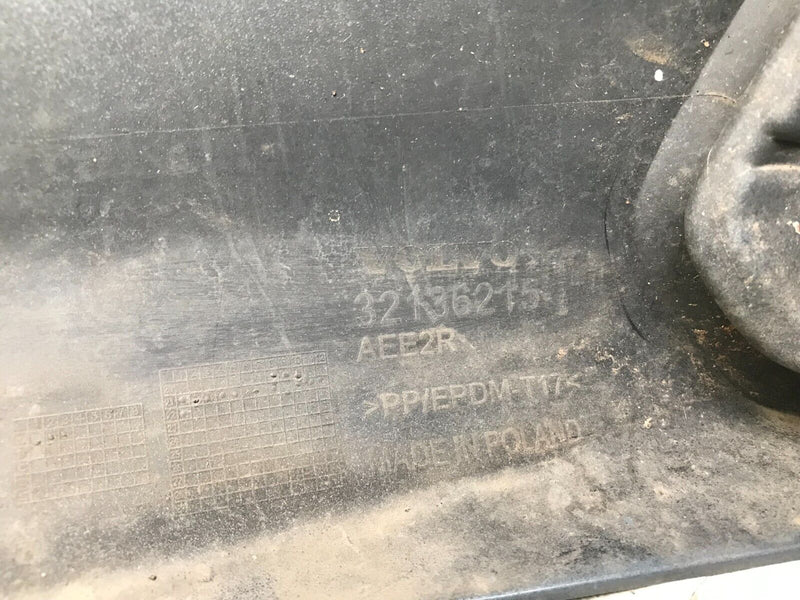 VOLVO
32136215
AEE2R
>PP/EPDM-T17<
MADE IN POLAND